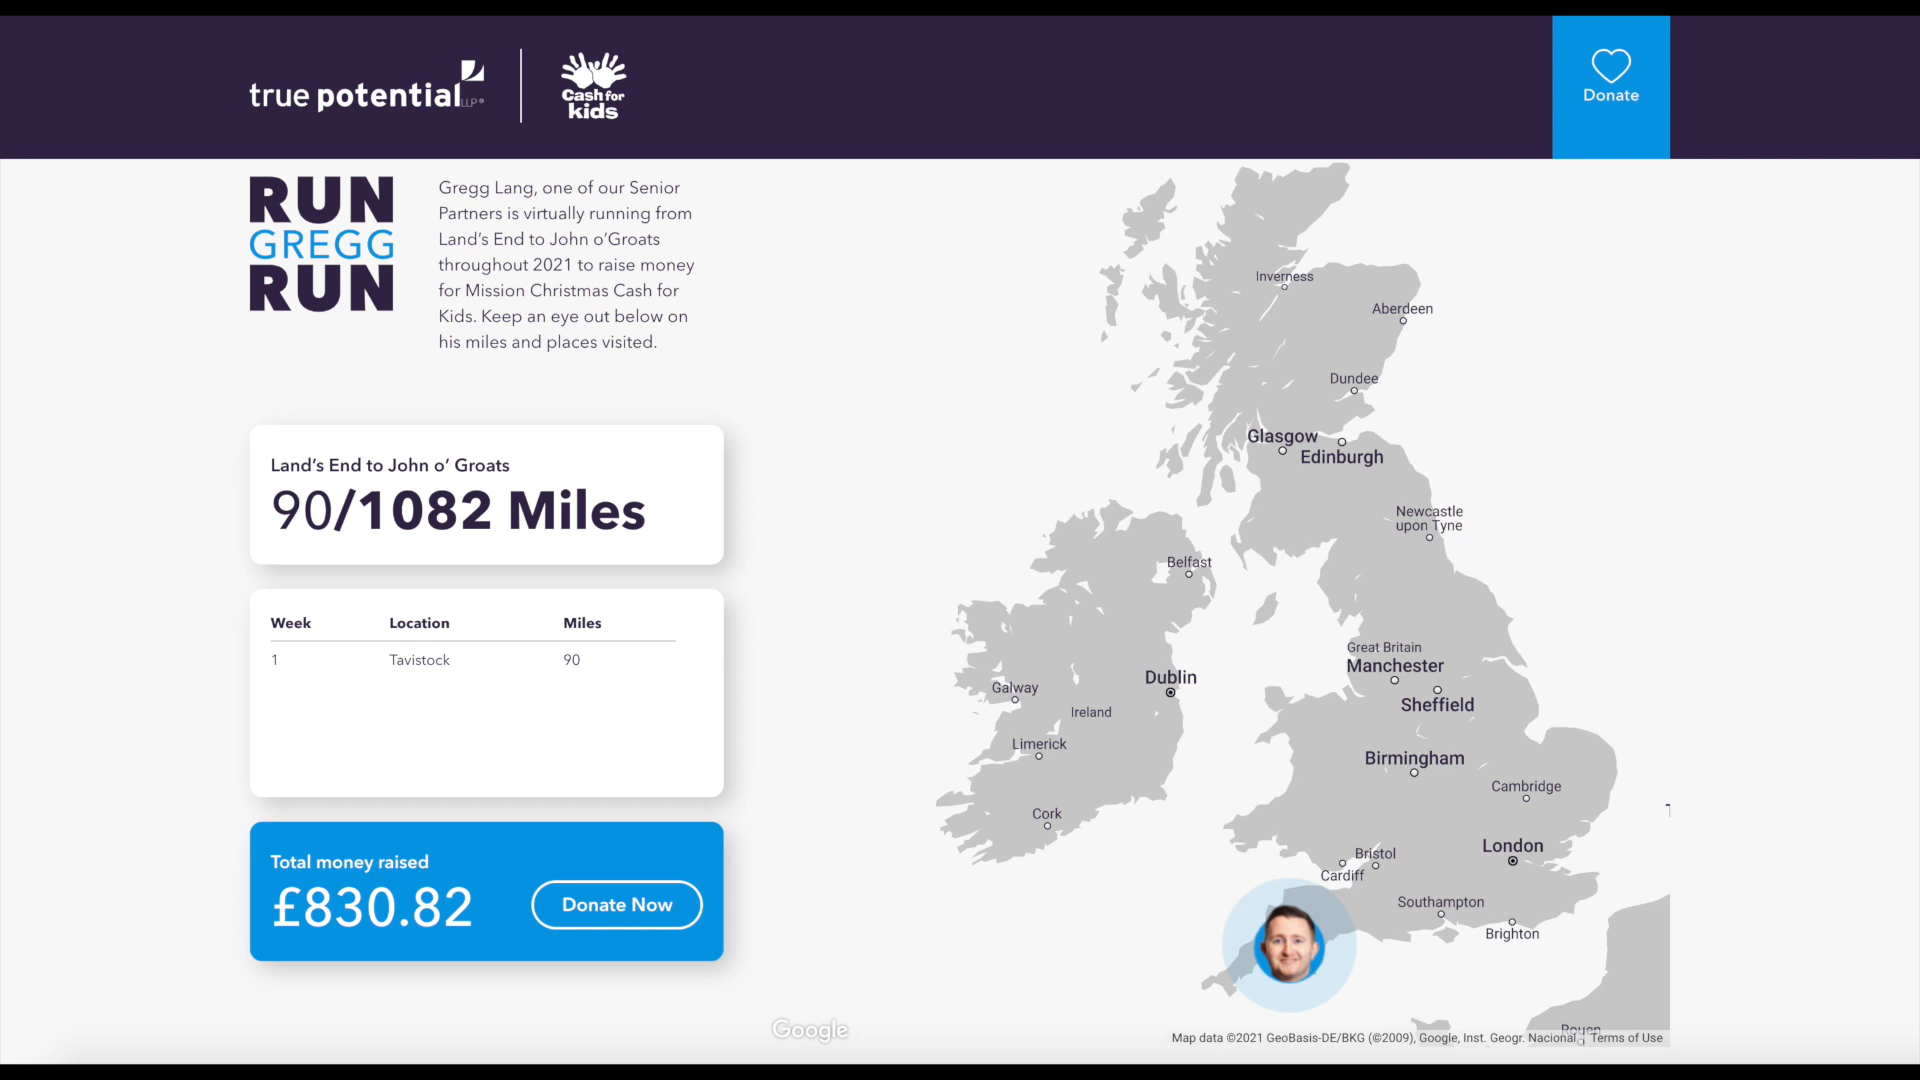 true potential LLP®
Cash for
kids
Donate
RUN
GREGG
RUN
Gregg Lang, one of our Senior
Partners is virtually running from
Land's End to John o'Groats
throughout 2021 to raise money
for Mission Christmas Cash for
Kids. Keep an eye out below on
his miles and places visited.
Land's End to John o' Groats
90/1082 Miles
Week Location Miles
1 Tavistock 90
Total money raised
£830.82
Donate Now
Inverness
Aberdeen
Dundee
Glasgow
Edinburgh
Newcastle
upon Tyne
Belfast
Great Britain
Manchester
Dublin
Galway
Sheffield
Ireland
Limerick
Birmingham
Cambridge
Cork
London
Bristol
Cardiff
Southampton
Brighton
Rouen
Google
Map data ©2021 GeoBasis-DE/BKG (©2009), Google, Inst. Geogr. Nacional
Terms of Use